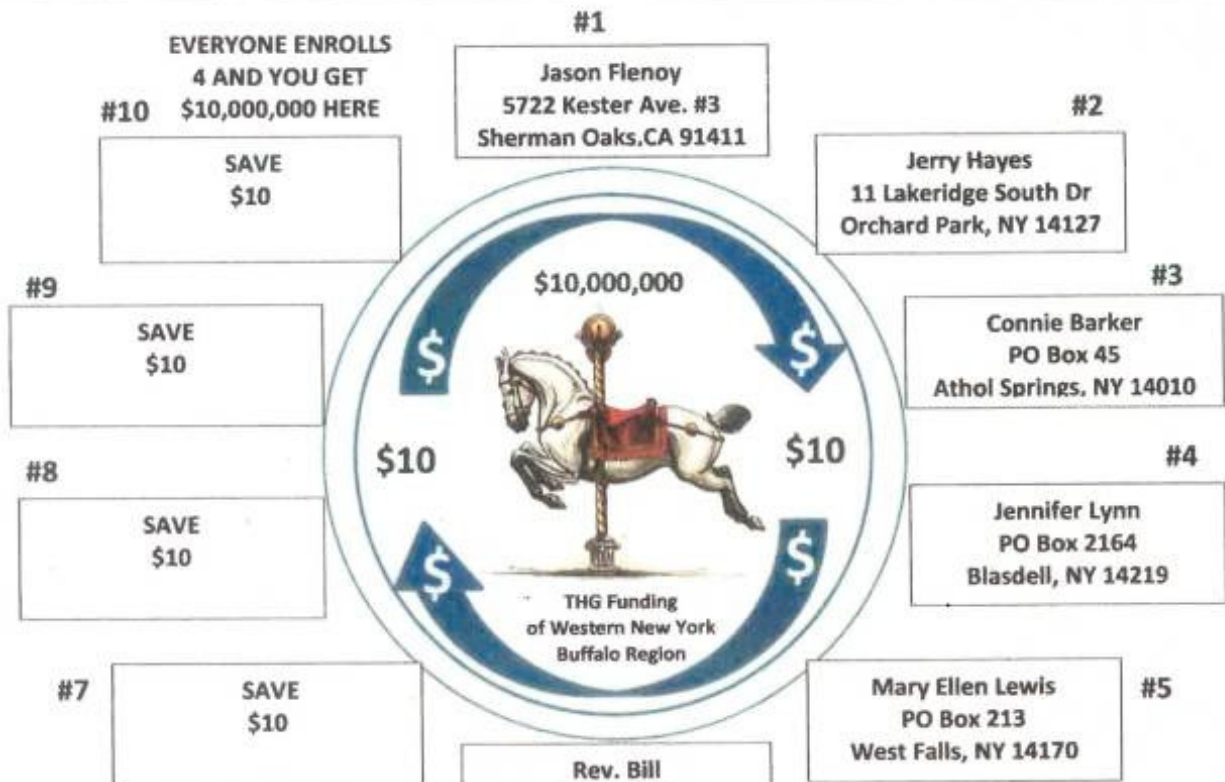 #1
EVERYONE ENROLLS
4 AND YOU GET
$10,000,000 HERE
#10
SAVE
$10
Jason Flenoy
5722 Kester Ave. #3
Sherman Oaks,CA 91411
#2
Jerry Hayes
11 Lakeridge South Dr
Orchard Park, NY 14127
#9
SAVE
$10
$10,000,000
#3
Connie Barker
PO Box 45
Athol Springs, NY 14010
$
$
#8
SAVE
$10
$10
$10
#4
Jennifer Lynn
PO Box 2164
Blasdell, NY 14219
$
$
THG Funding
of Western New York
Buffalo Region
#7
SAVE
$10
Mary Ellen Lewis
PO Box 213
West Falls, NY 14170
#5
Rev. Bill